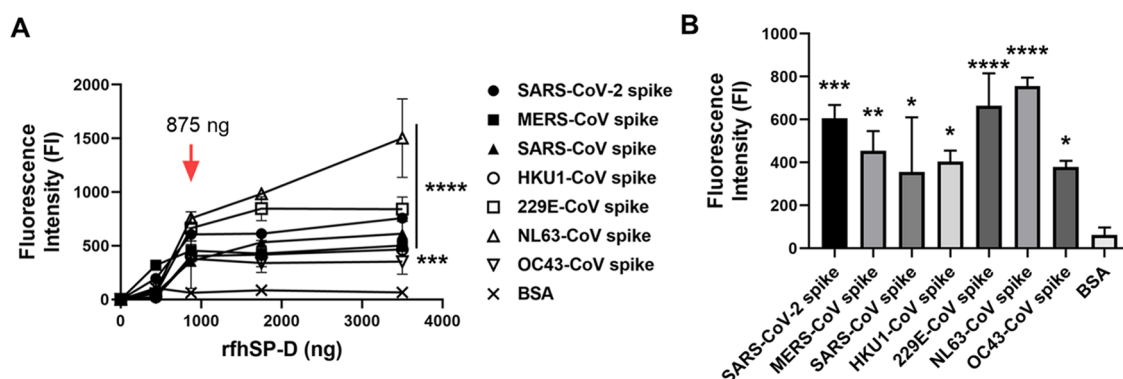 A
Fluorescence
Intensity (FI)
2000
1500
1000
500
0
875 ng
0
1000
2000
3000
4000
rfhSP-D (ng)
****
***
SARS-CoV-2 spike
MERS-CoV spike
SARS-CoV spike
HKU1-CoV spike
229E-CoV spike
NL63-CoV spike
OC43-CoV spike
BSA
B
Fluorescence
Intensity (FI)
1000
800
600
400
200
0
***
**
*
*
****
****
*
SARS-CoV-2 spike
MERS-CoV spike
SARS-CoV spike
HKU1-CoV spike
229E-CoV spike
NL63-CoV spike
OC43-CoV spike
BSA